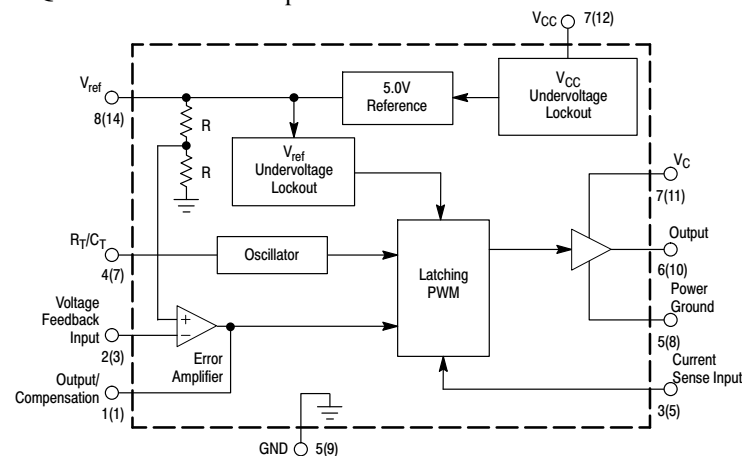 VCC 7(12)
Vref
8(14)
5.0V
Reference
VCC
Undervoltage
Lockout
R
R
Vref
Undervoltage
Lockout
VC
7(11)
RT/CT
4(7)
Oscillator
Latching
PWM
Output
6(10)
Power
Ground
5(8)
Voltage
Feedback
Input
2(3)
+
−
Error
Amplifier
Output/
Compensation
1(1)
Current
Sense Input
3(5)
GND 5(9)